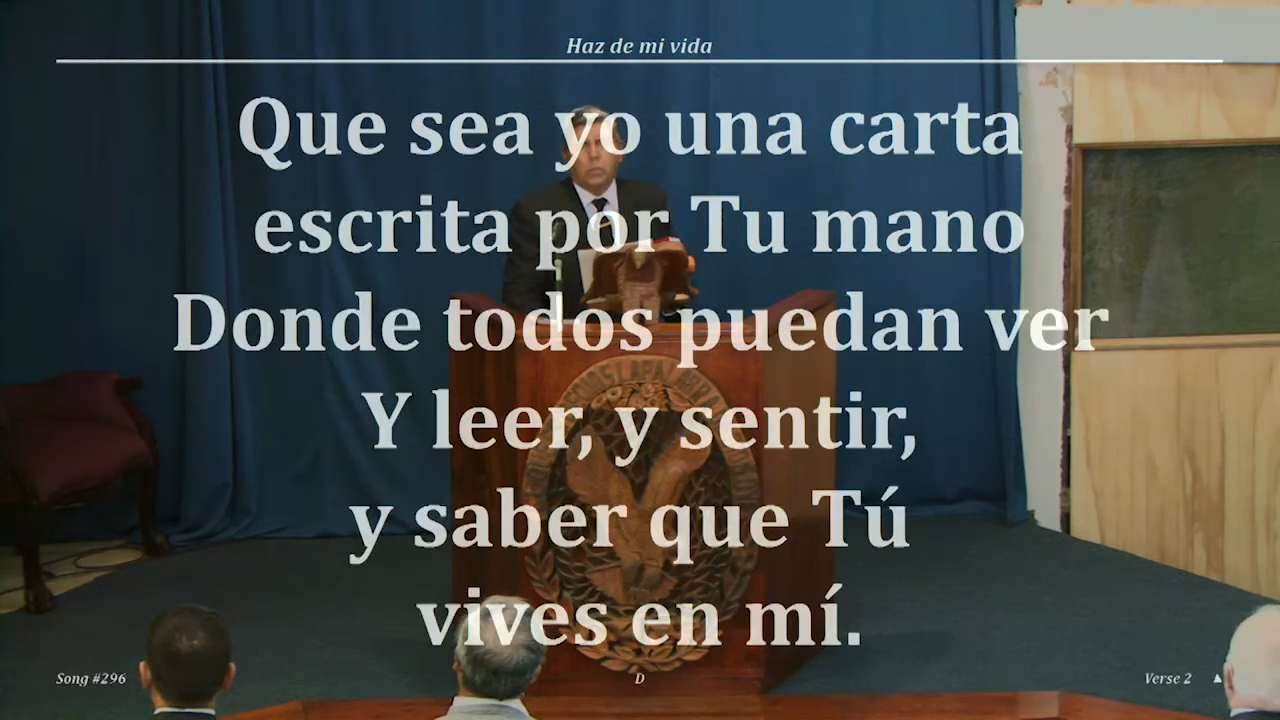 Haz de mi vida
Que sea yo una carta
escrita por Tu mano
Donde todos puedan ver
Y leer, y sentir,
y saber que Tú
vives en mí.
Song #296
D
Verse 2